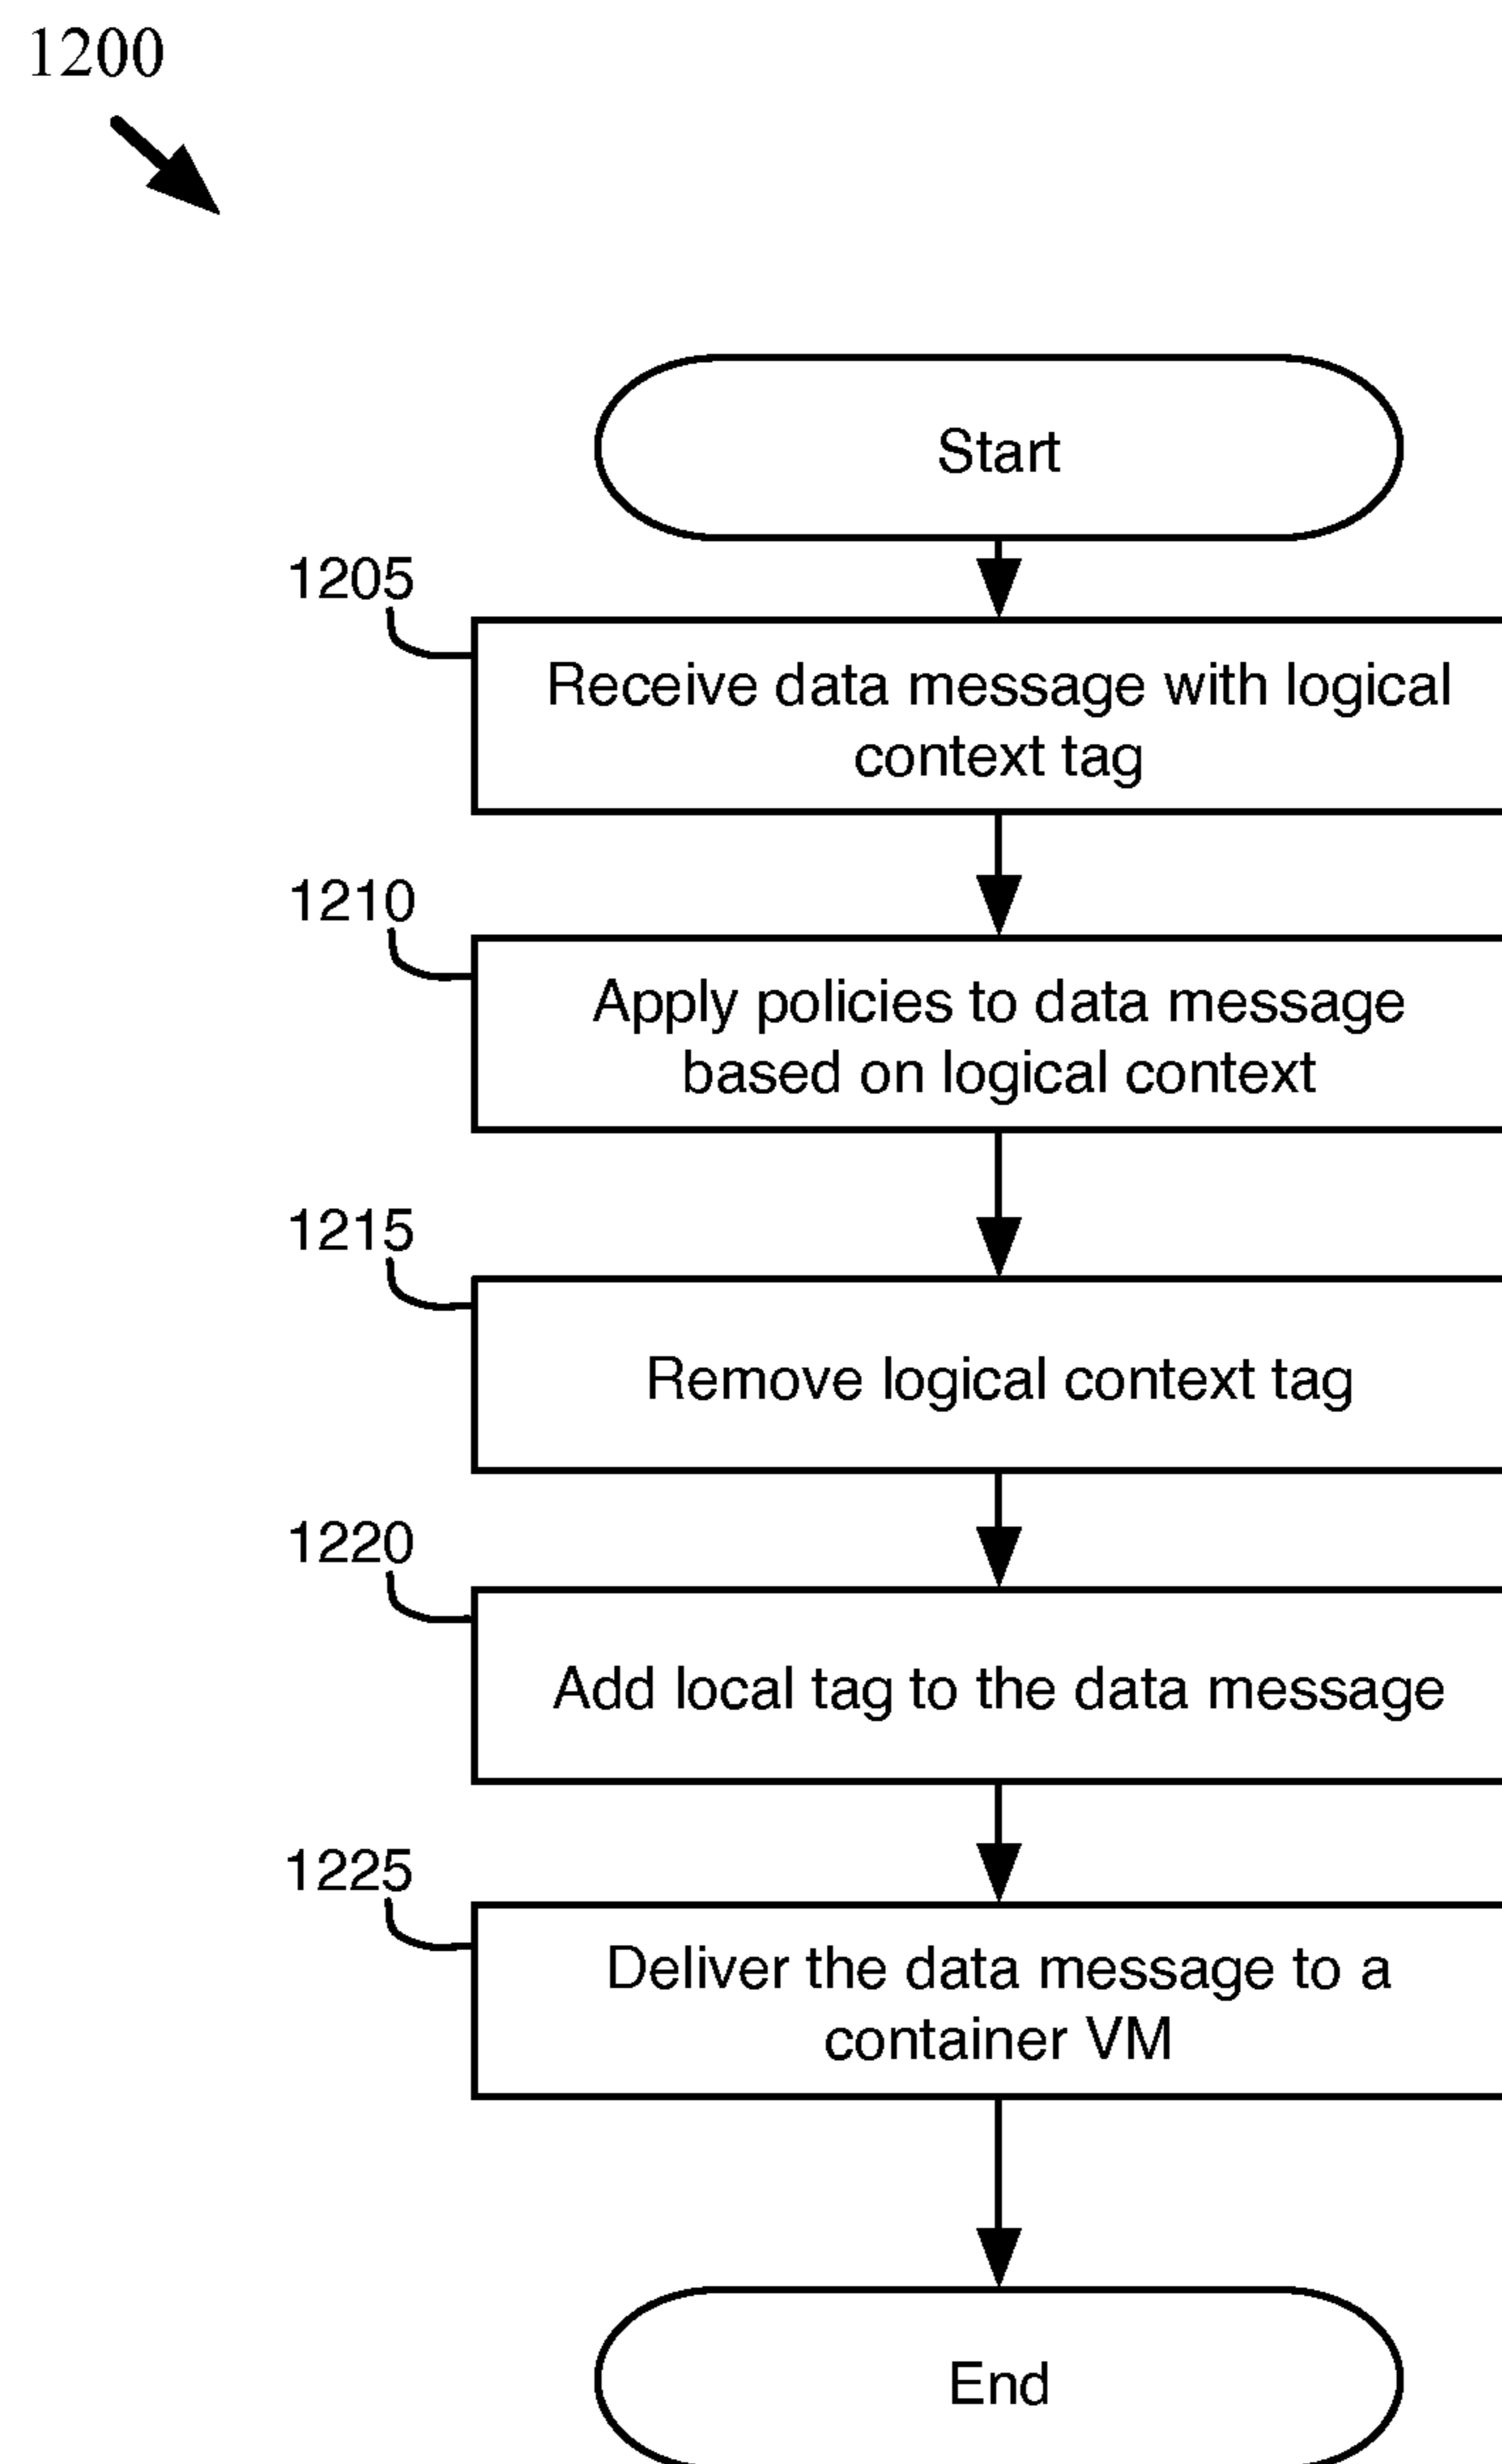 1200
Start
1205
Receive data message with logical
context tag
1210
Apply policies to data message
based on logical context
1215
Remove logical context tag
1220
Add local tag to the data message
1225
Deliver the data message to a
container VM
End